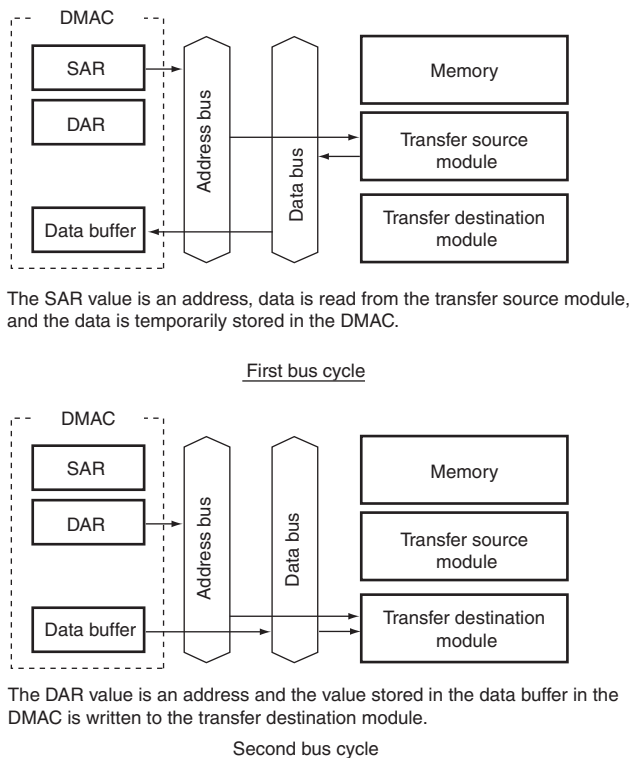 DMAC
SAR
DAR
Data buffer
Address bus
Data bus
Memory
Transfer source
module
Transfer destination
module
The SAR value is an address, data is read from the transfer source module,
and the data is temporarily stored in the DMAC.
First bus cycle
DMAC
SAR
DAR
Data buffer
Address bus
Data bus
Memory
Transfer source
module
Transfer destination
module
The DAR value is an address and the value stored in the data buffer in the
DMAC is written to the transfer destination module.
Second bus cycle